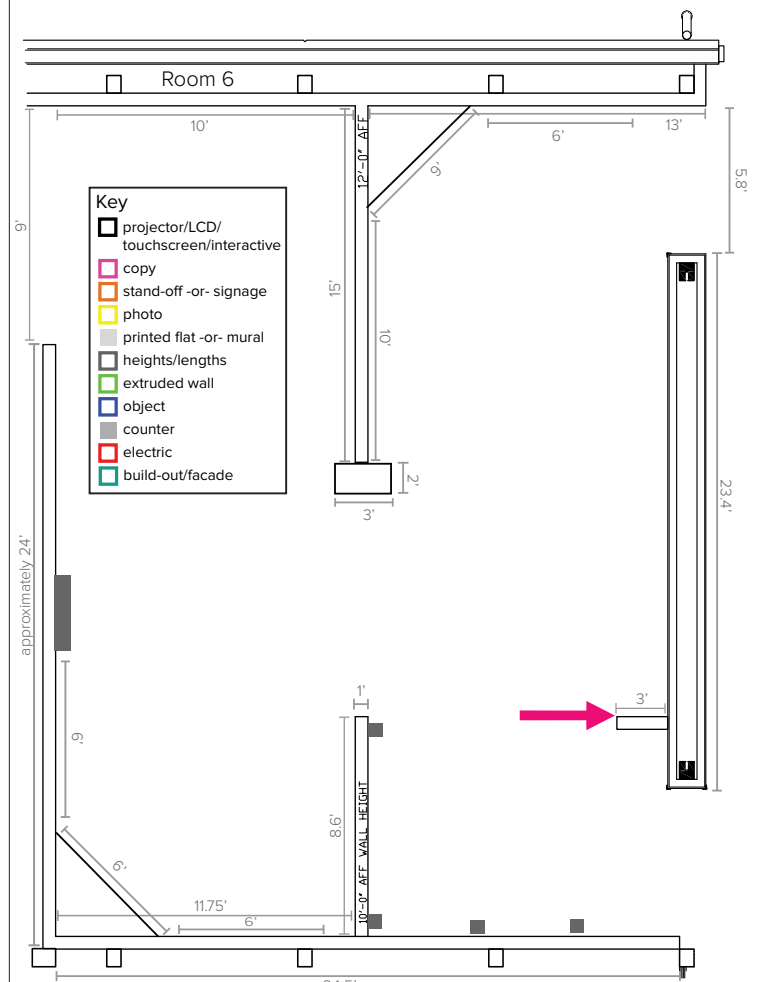 Room 6
10'
6'
13'
12'-0" AFF
9'
5.8'
9'
Key
projector/LCD/
touchscreen/interactive
copy
stand-off -or- signage
photo
printed flat -or- mural
heights/lengths
extruded wall
object
counter
electric
build-out/facade
15'
10'
2'
3'
23.4'
approximately 24'
1'
3'
6'
8.6'
10'-0" AFF WALL HEIGHT
6'
11.75'
6'